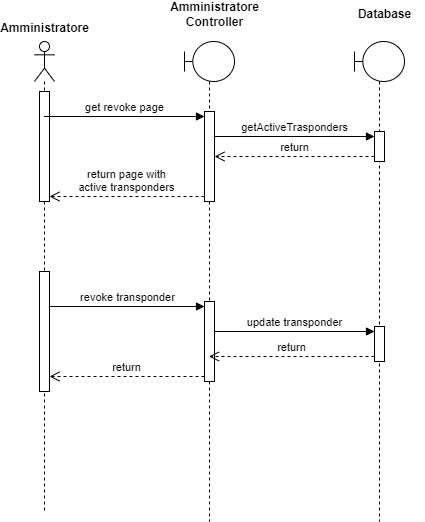 Amministratore
Amministratore
Controller
Database
get revoke page
getActiveTrasponders
return
return page with
active transponders
revoke transponder
update transponder
return
return